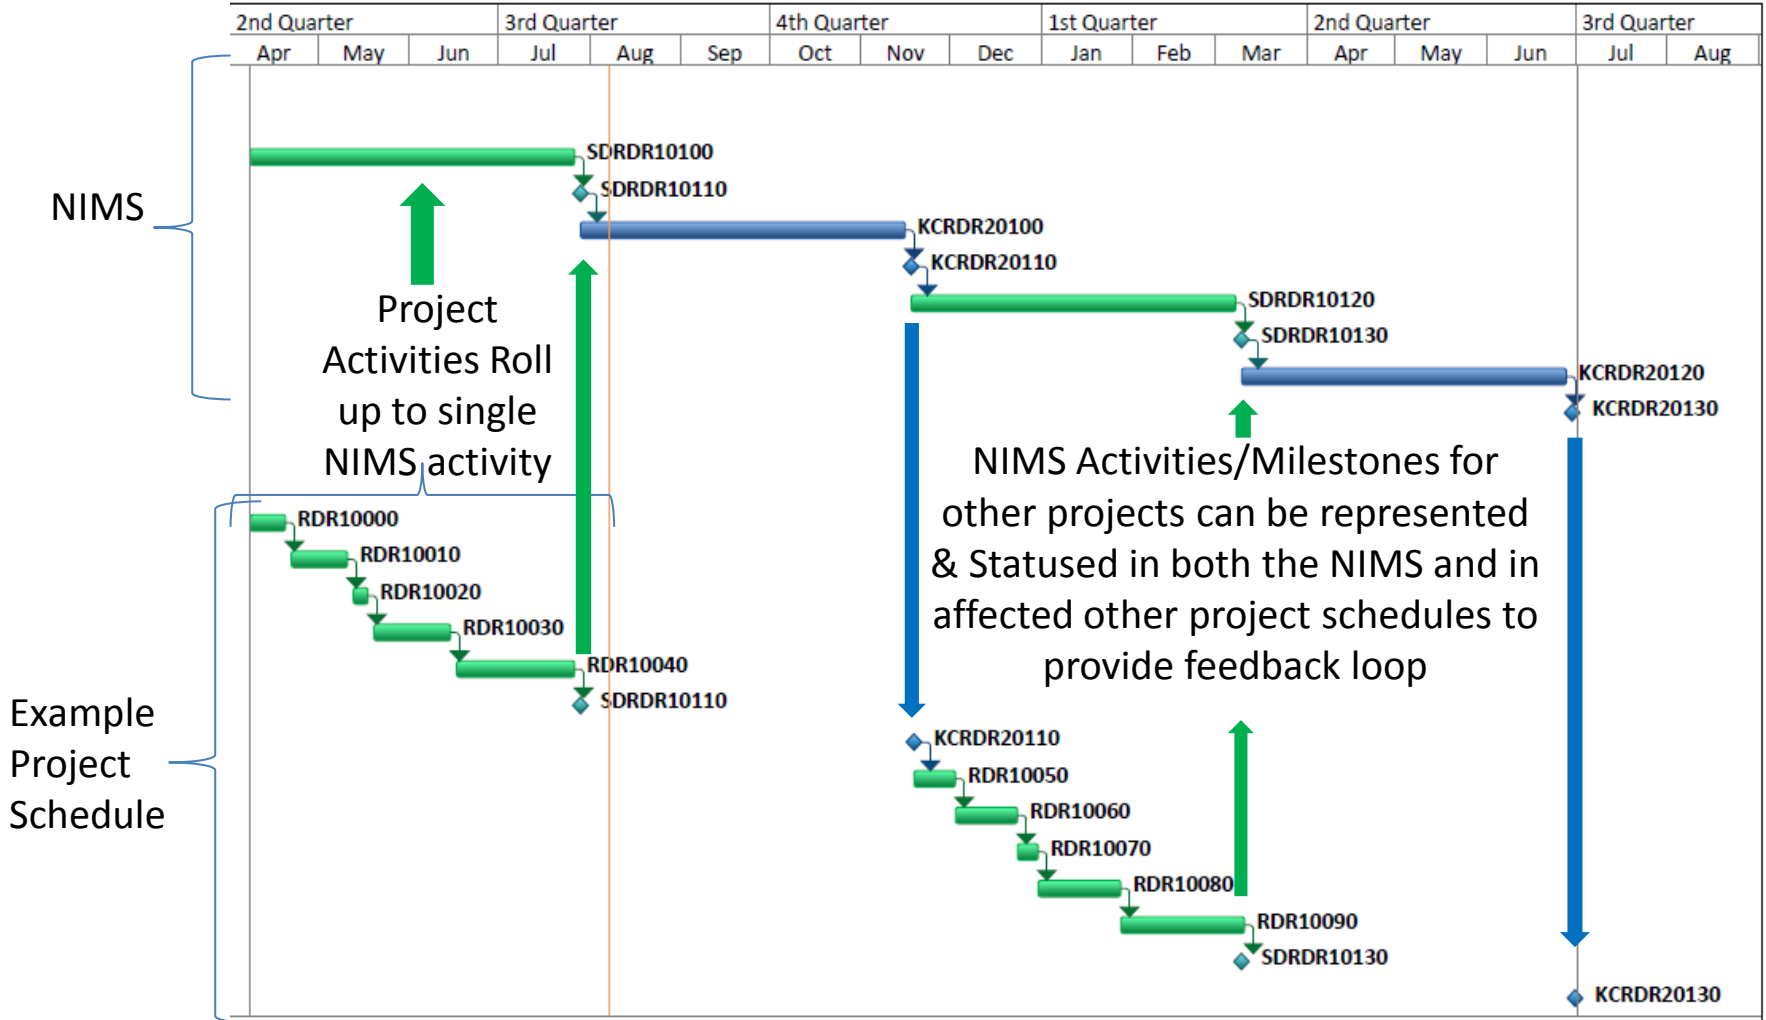 2nd Quarter 3rd Quarter 4th Quarter 1st Quarter 2nd Quarter 3rd Quarter
Apr May Jun Jul Aug Sep Oct Nov Dec Jan Feb Mar Apr May Jun Jul Aug
SDRDR10100
SDRDR10110
NIMS
KCRDR20100
KCRDR20110
SDRDR10120
SDRDR10130
KCRDR20120
KCRDR20130
Project
Activities Roll
up to single
NIMS activity
NIMS Activities/Milestones for
other projects can be represented
& Statused in both the NIMS and in
affected other project schedules to
provide feedback loop
RDR10000
RDR10010
RDR10020
RDR10030
RDR10040
SDRDR10110
Example
Project
Schedule
KCRDR20110
RDR10050
RDR10060
RDR10070
RDR10080
RDR10090
SDRDR10130
KCRDR20130